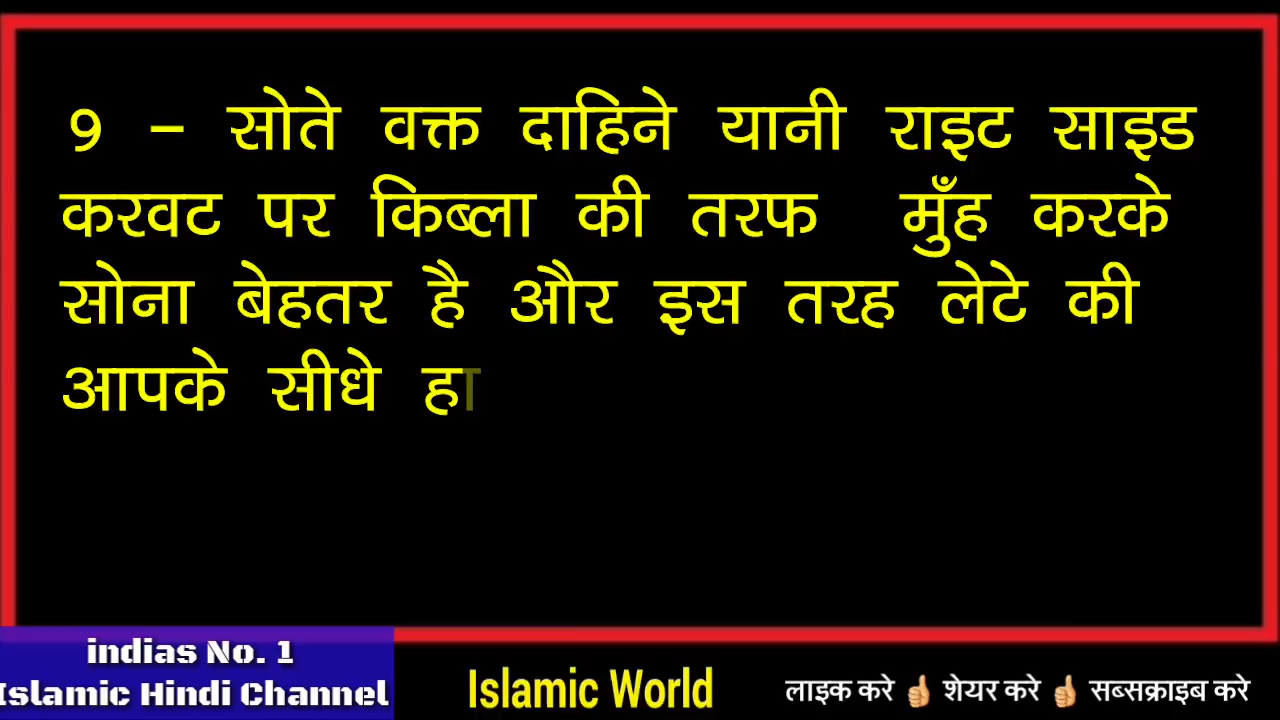 9 - सोते वक्त दाहिने यानी राइट साइड
करवट पर किब्ला की तरफ मुँह करके
सोना बेहतर है और इस तरह लेटे की
आपके सीधे हा
indias No. 1
Islamic Hindi Channel
Islamic World
लाइक करे 👍 शेयर करे 👍 सब्सक्राइब करे